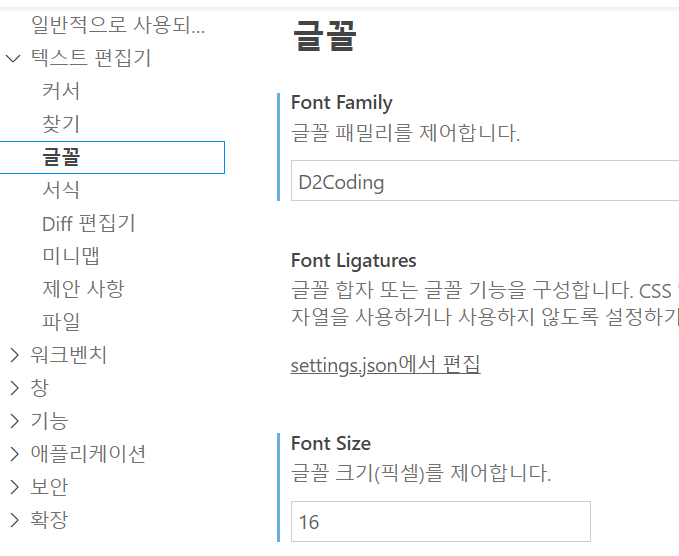 일반적으로 사용되...
텍스트 편집기
커서
찾기
글꼴
서식
Diff 편집기
미니맵
제안 사항
파일
워크벤치
창
기능
애플리케이션
보안
확장
글꼴
Font Family
글꼴 패밀리를 제어합니다.
D2Coding
Font Ligatures
글꼴 합자 또는 글꼴 기능을 구성합니다. CSS
자열을 사용하거나 사용하지 않도록 설정하기
settings.json에서 편집
Font Size
글꼴 크기(픽셀)를 제어합니다.
16